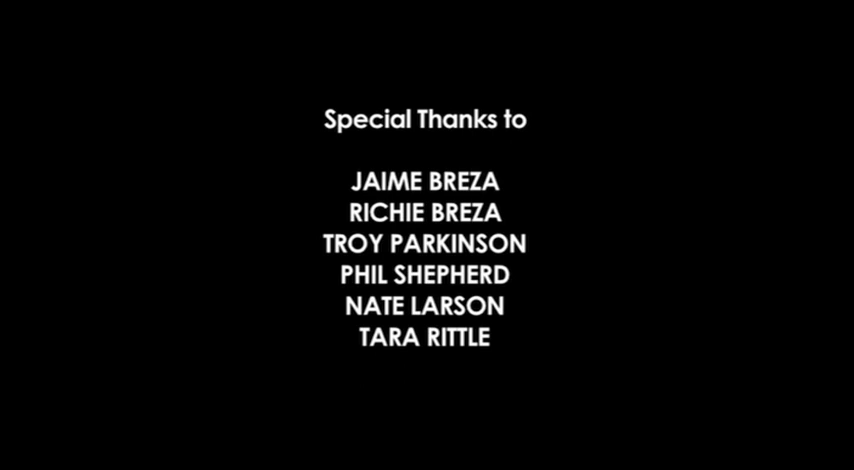 Special Thanks to
JAIME BREZA
RICHIE BREZA
TROY PARKINSON
PHIL SHEPHERD
NATE LARSON
TARA RITTLE